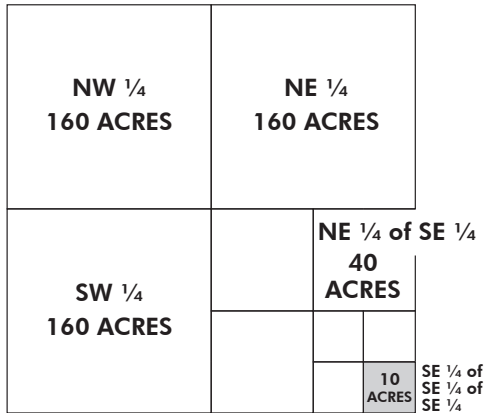 NW ¼
160 ACRES
NE ¼
160 ACRES
NE ¼ of SE ¼
40
ACRES
SW ¼
160 ACRES
10
ACRES
SE ¼ of
SE ¼ of
SE ¼